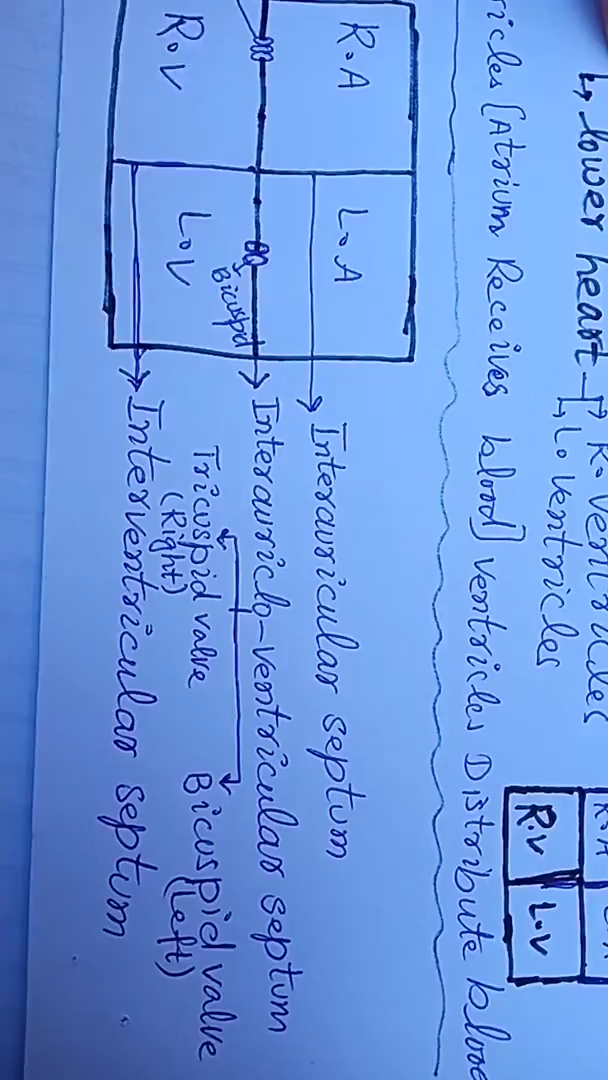 ↳ lower heart → R. ventricles
↳ L. ventricles
[Atrium Receives blood] Ventricles Distribute blood
R.V L.V
R.A L.A
Interauricular septum
R.V L.V
Bicuspid
Interauriclo-ventricular septum
Tricuspid valve Bicuspid valve
(Right) (Left)
Interventricular septum